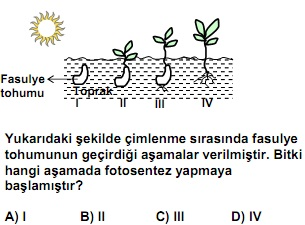 Fasulye
tohumu
Toprak
I II III IV
Yukarıdaki şekilde çimlenme sırasında fasulye
tohumunun geçirdiği aşamalar verilmiştir. Bitki
hangi aşamada fotosentez yapmaya
başlamıştır?
A) I B) II C) III D) IV